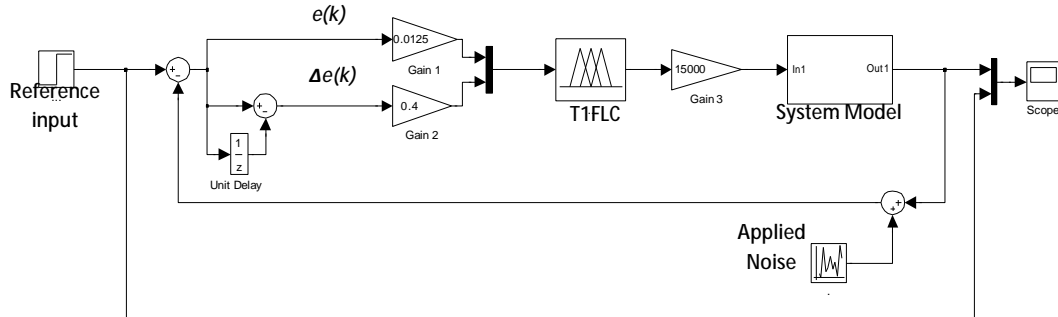 e(k)
0.0125
Gain 1
Reference
input
...
+
-
Δe(k)
+
-
0.4
Gain 2
1
z
Unit Delay
T1FLC
15000
Gain 3
In1
Out1
System Model
Scope
+
+
Applied
Noise
.